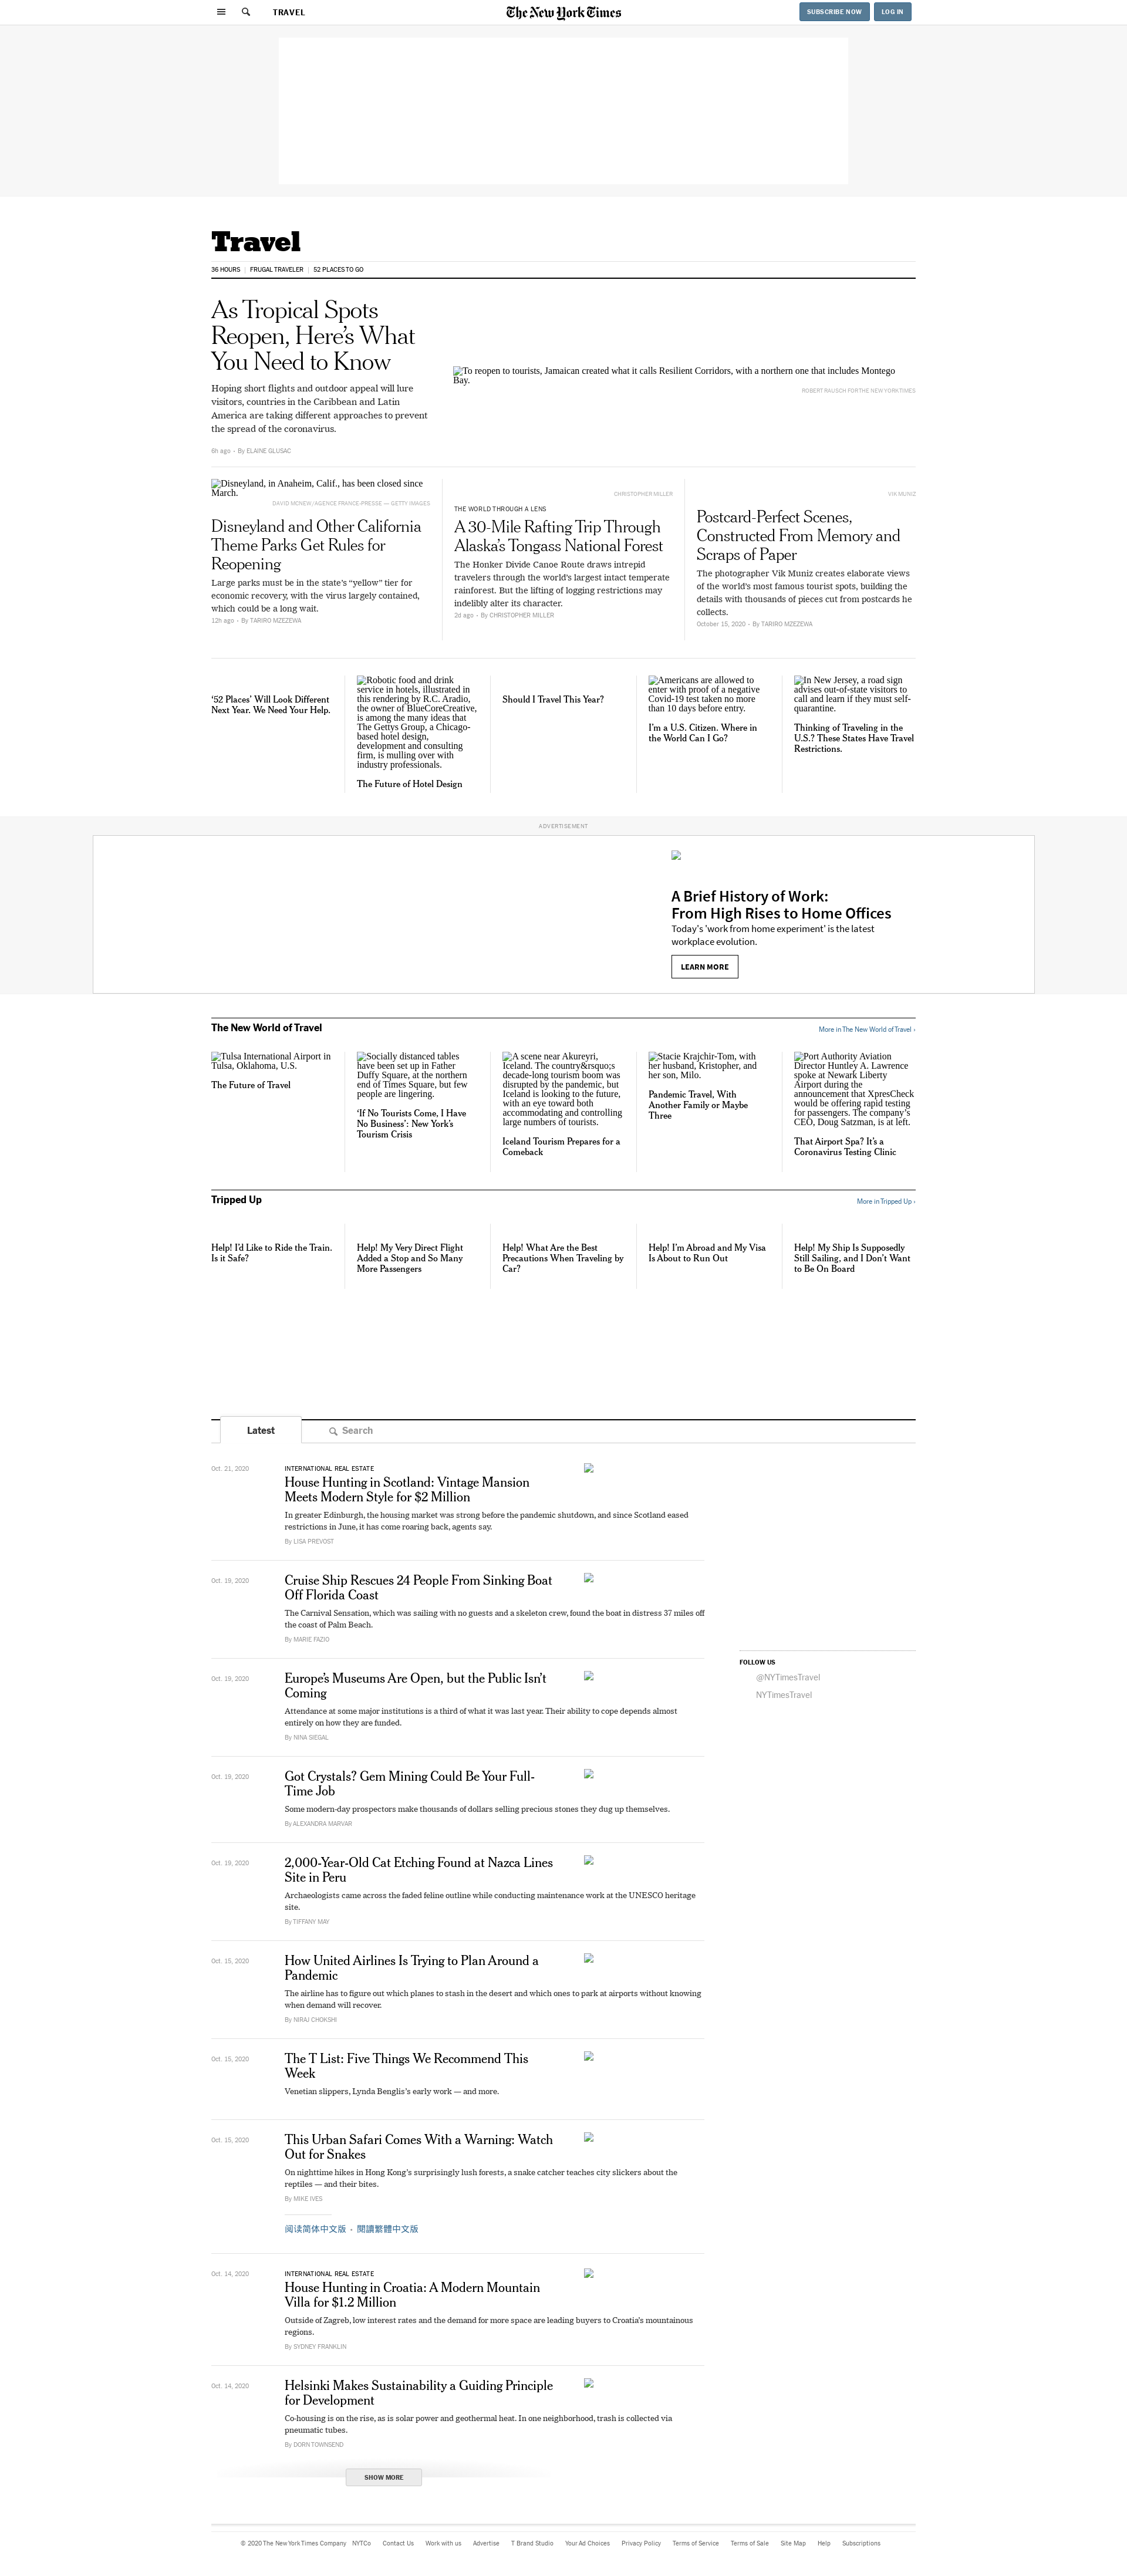 TRAVEL
The New York Times
SUBSCRIBE NOW
LOG IN
Travel
36 HOURS
FRUGAL TRAVELER
52 PLACES TO GO
As Tropical Spots
Reopen, Here’s What
You Need to Know
Hoping short flights and outdoor appeal will lure
visitors, countries in the Caribbean and Latin
America are taking different approaches to prevent
the spread of the coronavirus.
6h ago - By ELAINE GLUSAC
To reopen to tourists, Jamaican created what it calls Resilient Corridors, with a northern one that includes Montego
Bay.
ROBERT RAUSCH FOR THE NEW YORK TIMES
Disneyland, in Anaheim, Calif., has been closed since
March.
DAVID MCNEW/AGENCE FRANCE-PRESSE — GETTY IMAGES
Disneyland and Other California
Theme Parks Get Rules for
Reopening
Large parks must be in the state’s “yellow” tier for
economic recovery, with the virus largely contained,
which could be a long wait.
12h ago - By TARIRO MZEZEWA
CHRISTOPHER MILLER
THE WORLD THROUGH A LENS
A 30-Mile Rafting Trip Through
Alaska’s Tongass National Forest
The Honker Divide Canoe Route draws intrepid
travelers through the world’s largest intact temperate
rainforest. But the lifting of logging restrictions may
indelibly alter its character.
2d ago - By CHRISTOPHER MILLER
VIK MUNIZ
Postcard-Perfect Scenes,
Constructed From Memory and
Scraps of Paper
The photographer Vik Muniz creates elaborate views
of the world’s most famous tourist spots, building the
details with thousands of pieces cut from postcards he
collects.
October 15, 2020 - By TARIRO MZEZEWA
‘52 Places’ Will Look Different
Next Year. We Need Your Help.
Robotic food and drink
service in hotels, illustrated in
this rendering by R.C. Aradio,
the owner of BlueCoreCreative,
is among the many ideas that
The Gettys Group, a Chicago-
based hotel design,
development and consulting
firm, is mulling over with
industry professionals.
The Future of Hotel Design
Should I Travel This Year?
Americans are allowed to
enter with proof of a negative
Covid-19 test taken no more
than 10 days before entry.
I’m a U.S. Citizen. Where in
the World Can I Go?
In New Jersey, a road sign
advises out-of-state visitors to
call and learn if they must self-
quarantine.
Thinking of Traveling in the
U.S.? These States Have Travel
Restrictions.
ADVERTISEMENT
A Brief History of Work:
From High Rises to Home Offices
Today's 'work from home experiment' is the latest
workplace evolution.
LEARN MORE
The New World of Travel
More in The New World of Travel ›
Tulsa International Airport in
Tulsa, Oklahoma, U.S.
The Future of Travel
Socially distanced tables
have been set up in Father
Duffy Square, at the northern
end of Times Square, but few
people are lingering.
‘If No Tourists Come, I Have
No Business’: New York’s
Tourism Crisis
A scene near Akureyri,
Iceland. The country&rsquo;s
decade-long tourism boom was
disrupted by the pandemic, but
Iceland is looking to the future,
with an eye toward both
accommodating and controlling
large numbers of tourists.
Iceland Tourism Prepares for a
Comeback
Stacie Krajchir-Tom, with
her husband, Kristopher, and
her son, Milo.
Pandemic Travel, With
Another Family or Maybe
Three
Port Authority Aviation
Director Huntley A. Lawrence
spoke at Newark Liberty
Airport during the
announcement that XpresCheck
would be offering rapid testing
for passengers. The company’s
CEO, Doug Satzman, is at left.
That Airport Spa? It’s a
Coronavirus Testing Clinic
Tripped Up
More in Tripped Up ›
Help! I’d Like to Ride the Train.
Is it Safe?
Help! My Very Direct Flight
Added a Stop and So Many
More Passengers
Help! What Are the Best
Precautions When Traveling by
Car?
Help! I’m Abroad and My Visa
Is About to Run Out
Help! My Ship Is Supposedly
Still Sailing, and I Don’t Want
to Be On Board
Latest
Search
Oct. 21, 2020
INTERNATIONAL REAL ESTATE
House Hunting in Scotland: Vintage Mansion
Meets Modern Style for $2 Million
In greater Edinburgh, the housing market was strong before the pandemic shutdown, and since Scotland eased
restrictions in June, it has come roaring back, agents say.
By LISA PREVOST
Oct. 19, 2020
Cruise Ship Rescues 24 People From Sinking Boat
Off Florida Coast
The Carnival Sensation, which was sailing with no guests and a skeleton crew, found the boat in distress 37 miles off
the coast of Palm Beach.
By MARIE FAZIO
FOLLOW US
@NYTimesTravel
NYTimesTravel
Oct. 19, 2020
Europe’s Museums Are Open, but the Public Isn’t
Coming
Attendance at some major institutions is a third of what it was last year. Their ability to cope depends almost
entirely on how they are funded.
By NINA SIEGAL
Oct. 19, 2020
Got Crystals? Gem Mining Could Be Your Full-
Time Job
Some modern-day prospectors make thousands of dollars selling precious stones they dug up themselves.
By ALEXANDRA MARVAR
Oct. 19, 2020
2,000-Year-Old Cat Etching Found at Nazca Lines
Site in Peru
Archaeologists came across the faded feline outline while conducting maintenance work at the UNESCO heritage
site.
By TIFFANY MAY
Oct. 15, 2020
How United Airlines Is Trying to Plan Around a
Pandemic
The airline has to figure out which planes to stash in the desert and which ones to park at airports without knowing
when demand will recover.
By NIRAJ CHOKSHI
Oct. 15, 2020
The T List: Five Things We Recommend This
Week
Venetian slippers, Lynda Benglis’s early work — and more.
Oct. 15, 2020
This Urban Safari Comes With a Warning: Watch
Out for Snakes
On nighttime hikes in Hong Kong’s surprisingly lush forests, a snake catcher teaches city slickers about the
reptiles — and their bites.
By MIKE IVES
阅读简体中文版 · 閱讀繁體中文版
Oct. 14, 2020
INTERNATIONAL REAL ESTATE
House Hunting in Croatia: A Modern Mountain
Villa for $1.2 Million
Outside of Zagreb, low interest rates and the demand for more space are leading buyers to Croatia’s mountainous
regions.
By SYDNEY FRANKLIN
Oct. 14, 2020
Helsinki Makes Sustainability a Guiding Principle
for Development
Co-housing is on the rise, as is solar power and geothermal heat. In one neighborhood, trash is collected via
pneumatic tubes.
By DORN TOWNSEND
SHOW MORE
© 2020 The New York Times Company NYTCo Contact Us Work with us Advertise T Brand Studio Your Ad Choices Privacy Policy Terms of Service Terms of Sale Site Map Help Subscriptions